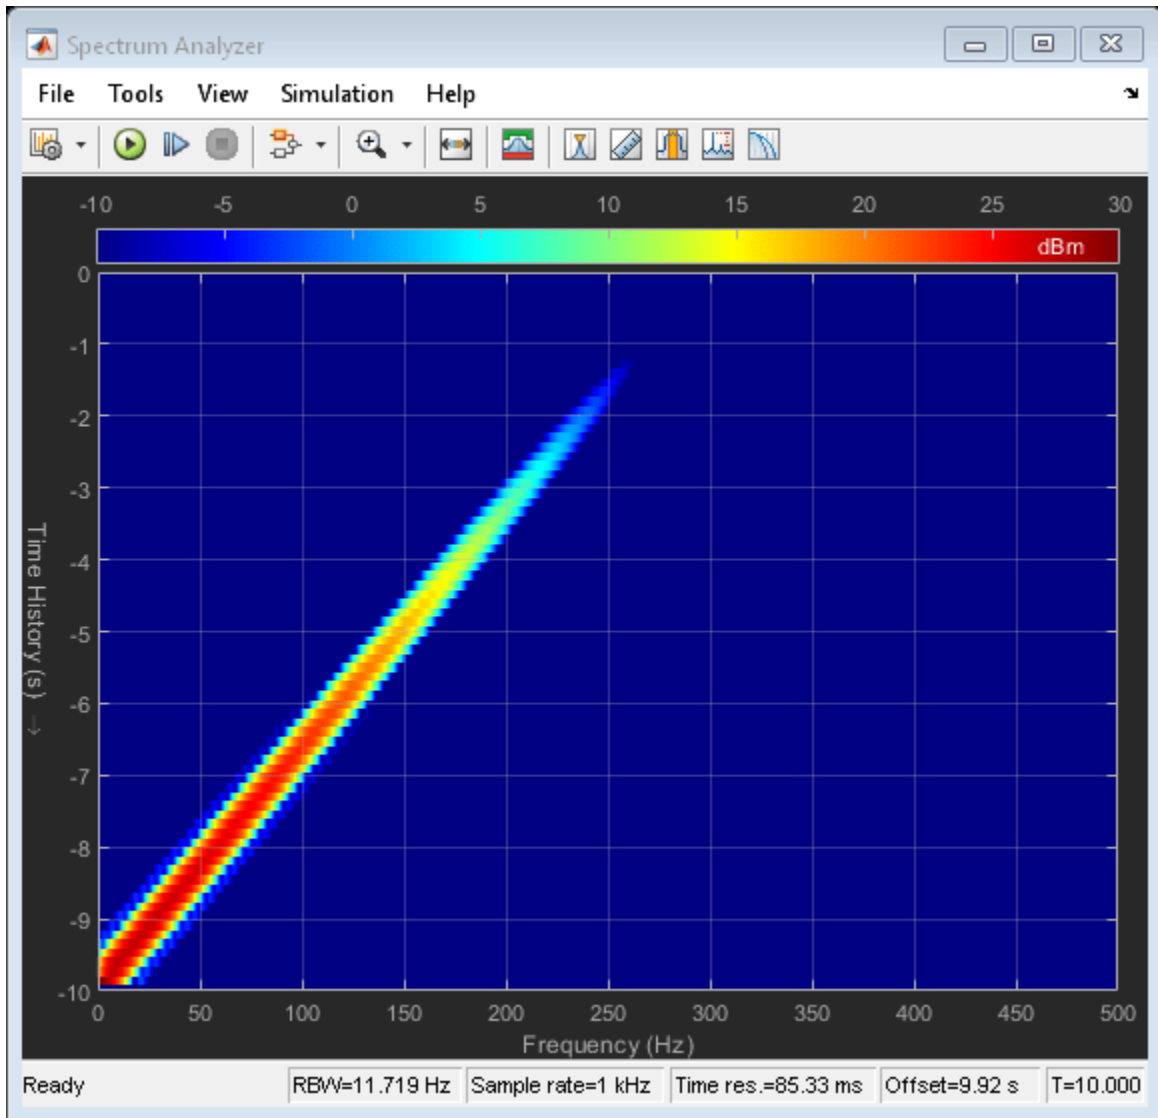 Spectrum Analyzer
File Tools View Simulation Help
-10 -5 0 5 10 15 20 25 30
dBm
0
-1
-2
-3
-4
-5
-6
-7
-8
-9
-10
Time History (s) →
0 50 100 150 200 250 300 350 400 450 500
Frequency (Hz)
Ready RBW=11.719 Hz Sample rate=1 kHz Time res.=85.33 ms Offset=9.92 s T=10.000